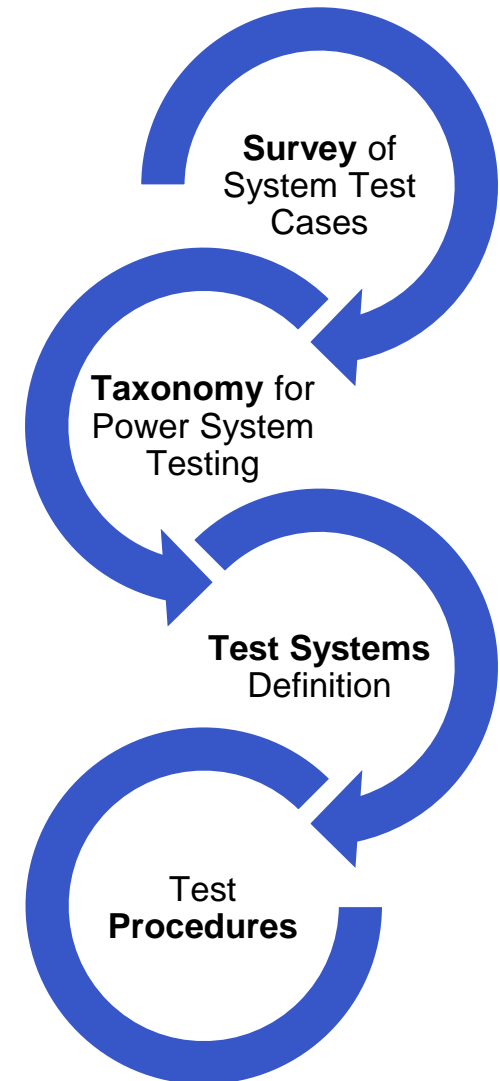 Survey of
System Test
Cases
Taxonomy for
Power System
Testing
Test Systems
Definition
Test
Procedures